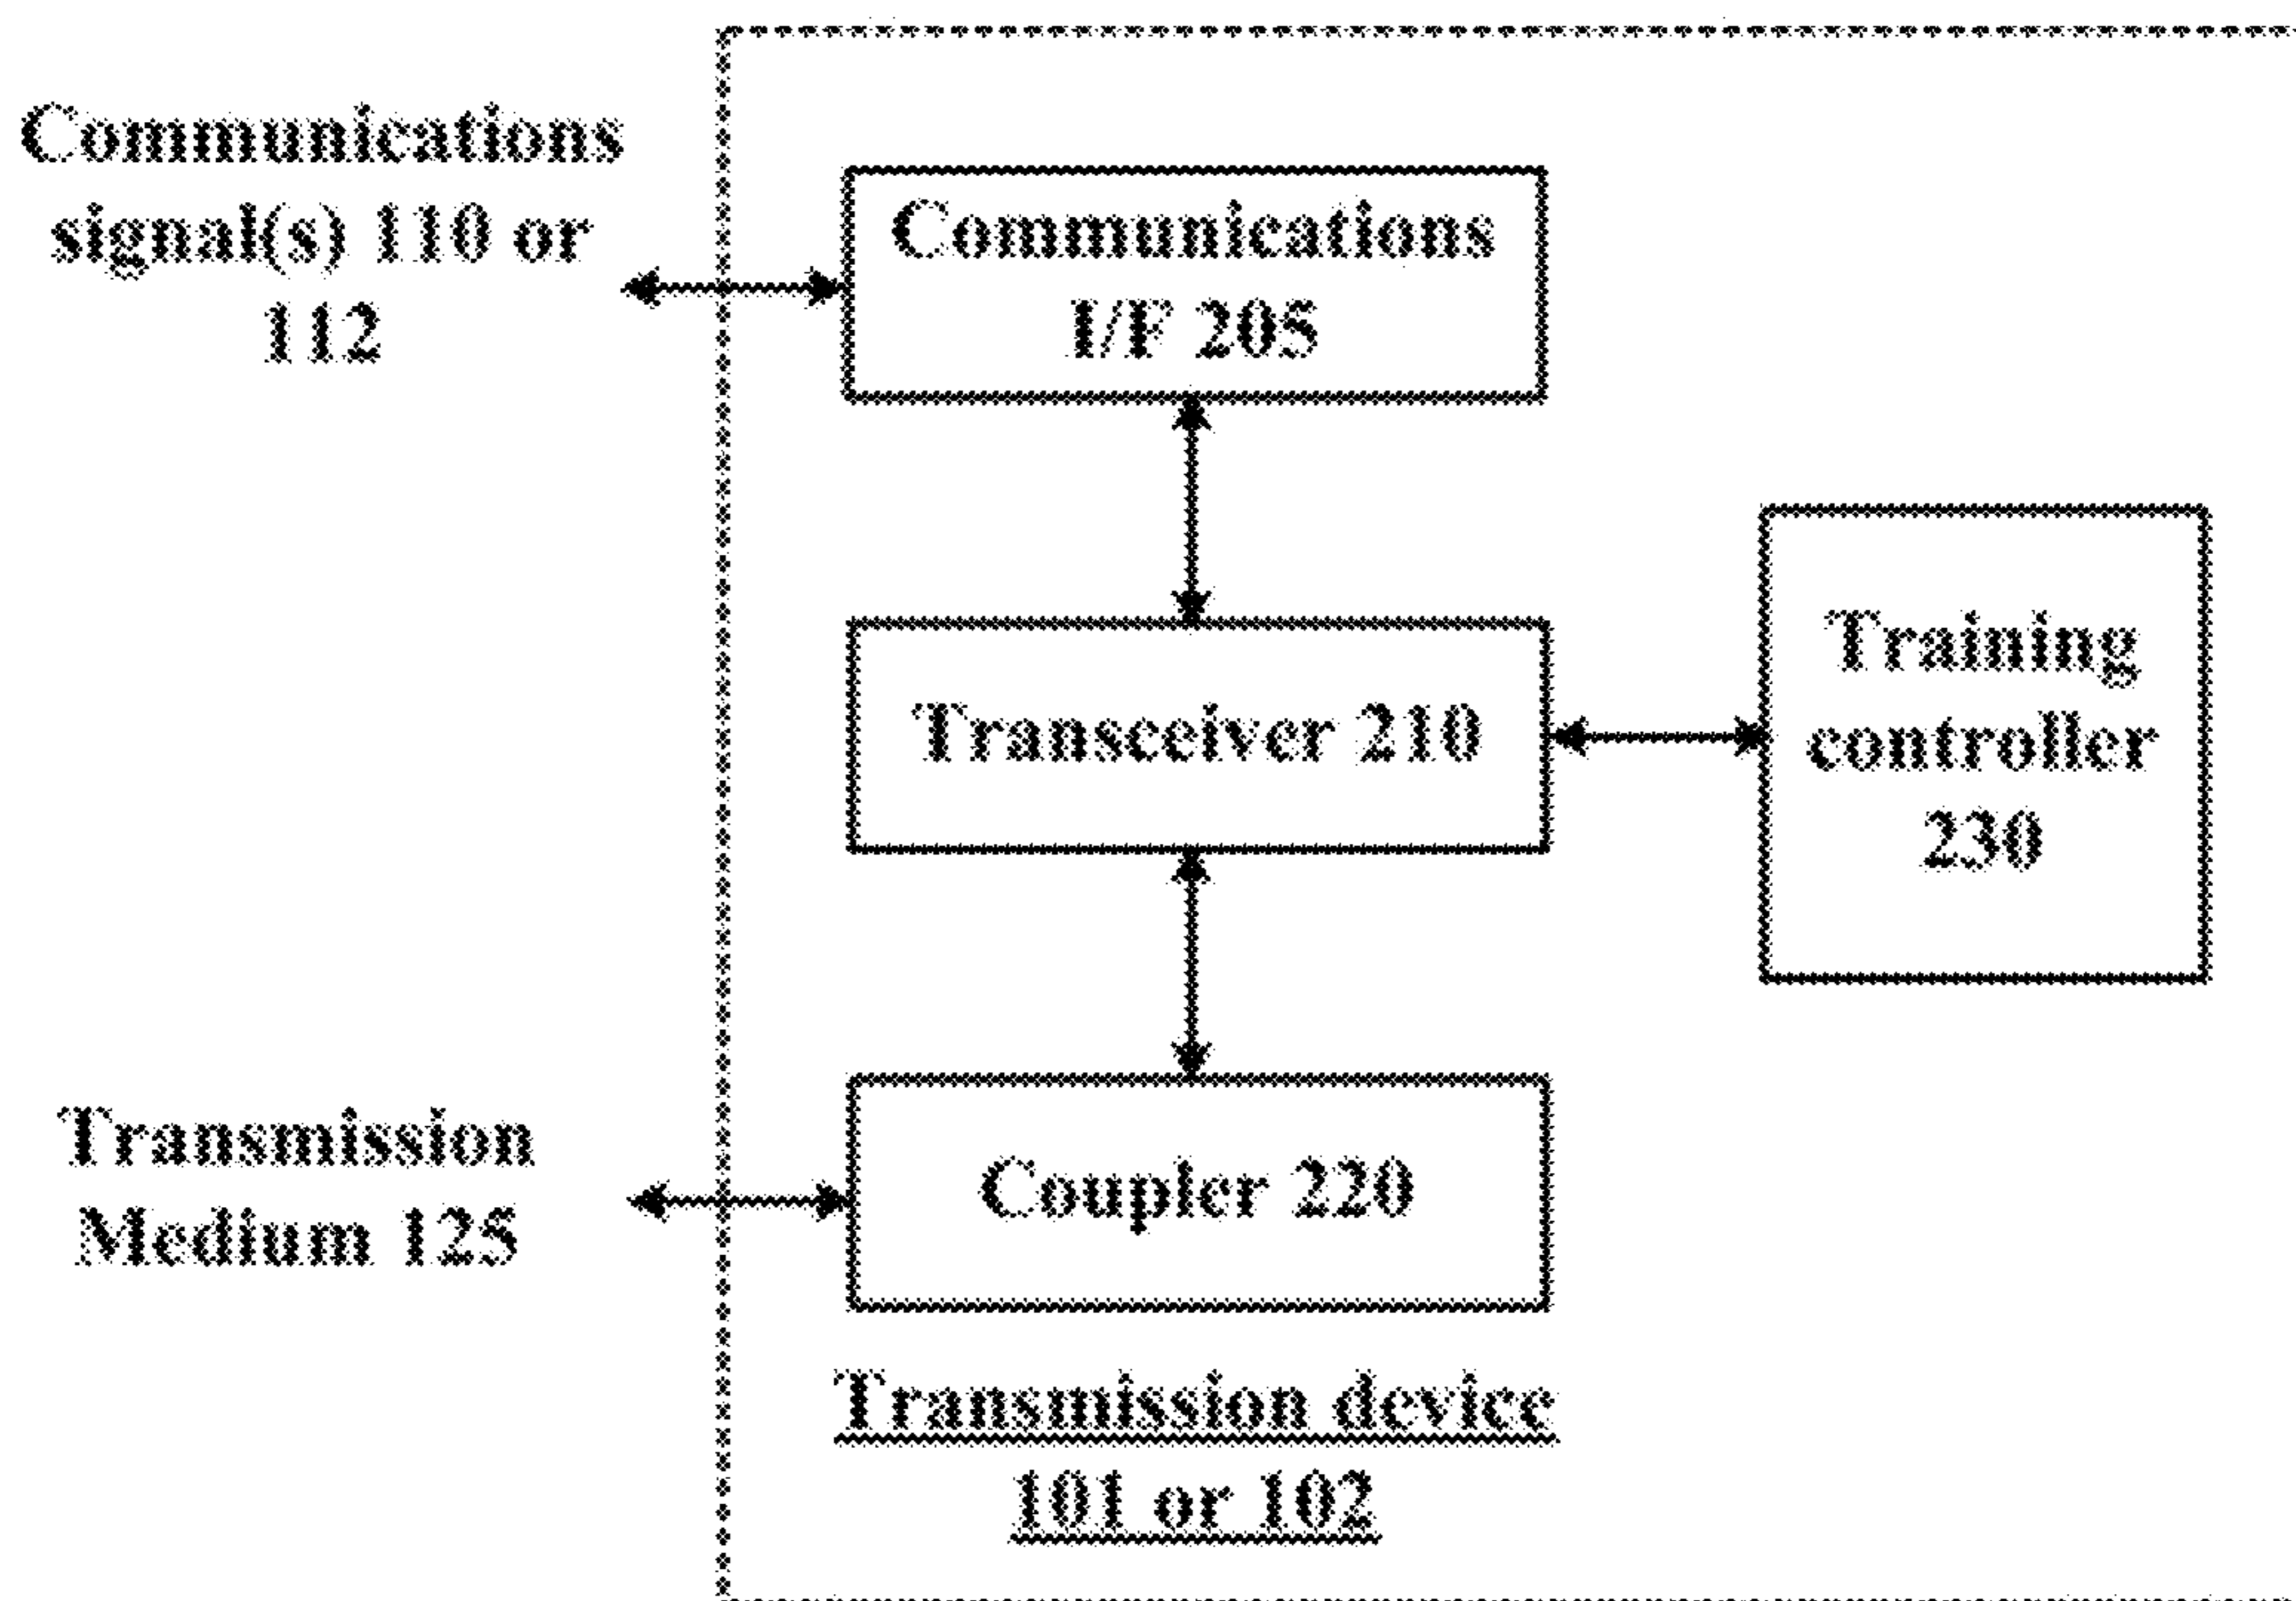 Communications
signal(s) 110 or
112
Communications
I/F 205
Transceiver 210
Training
controller
230
Transmission
Medium 125
Coupler 220
Transmission device
101 or 102